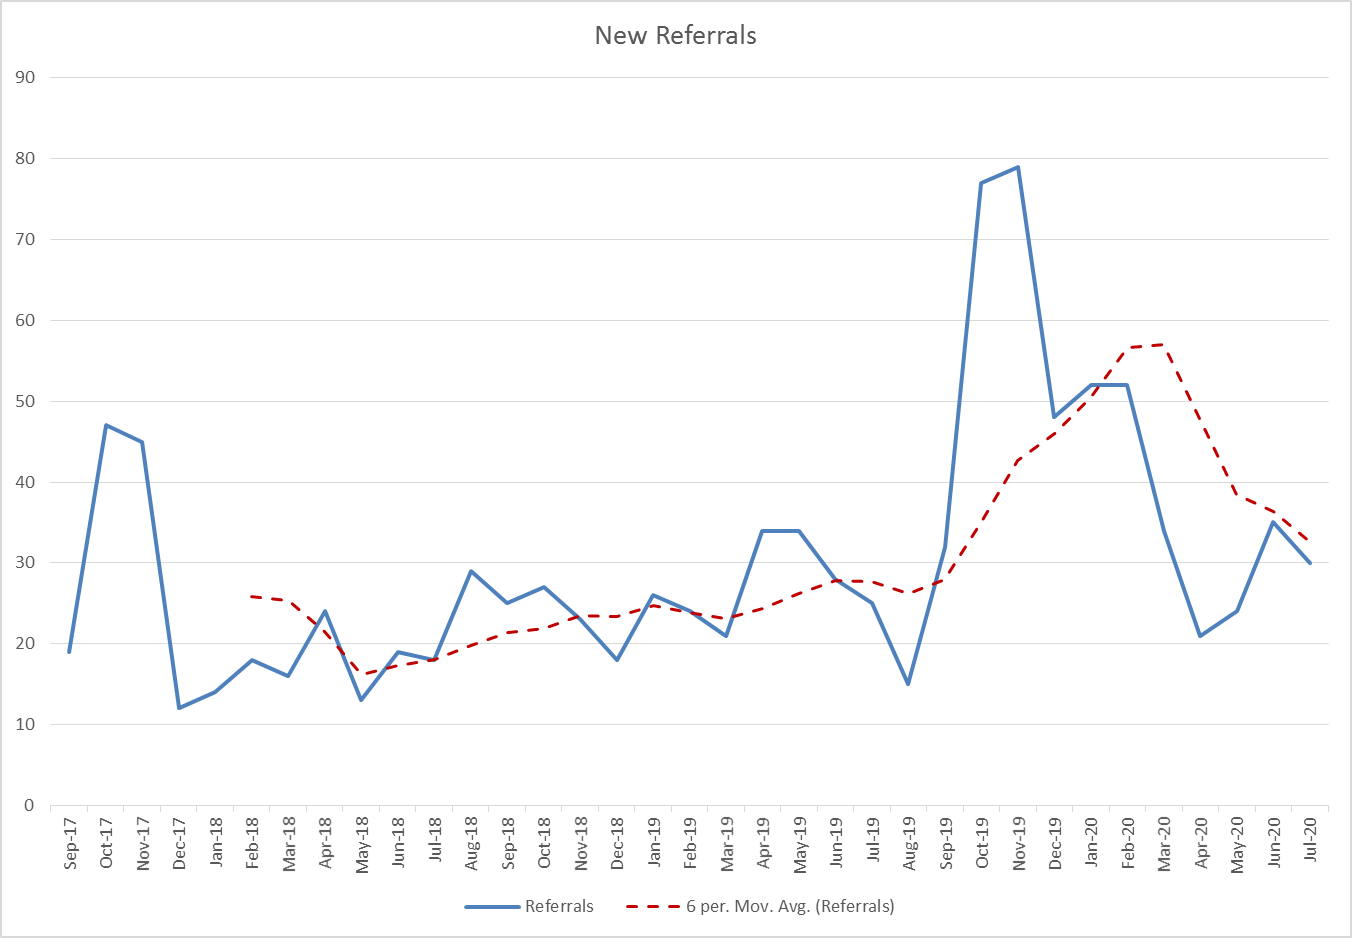 New Referrals
90
80
70
60
50
40
30
20
10
0
Sep-17
Oct-17
Nov-17
Dec-17
Jan-18
Feb-18
Mar-18
Apr-18
May-18
Jun-18
Jul-18
Aug-18
Sep-18
Oct-18
Nov-18
Dec-18
Jan-19
Feb-19
Mar-19
Apr-19
May-19
Jun-19
Jul-19
Aug-19
Sep-19
Oct-19
Nov-19
Dec-19
Jan-20
Feb-20
Mar-20
Apr-20
May-20
Jun-20
Jul-20
Referrals
6 per. Mov. Avg. (Referrals)